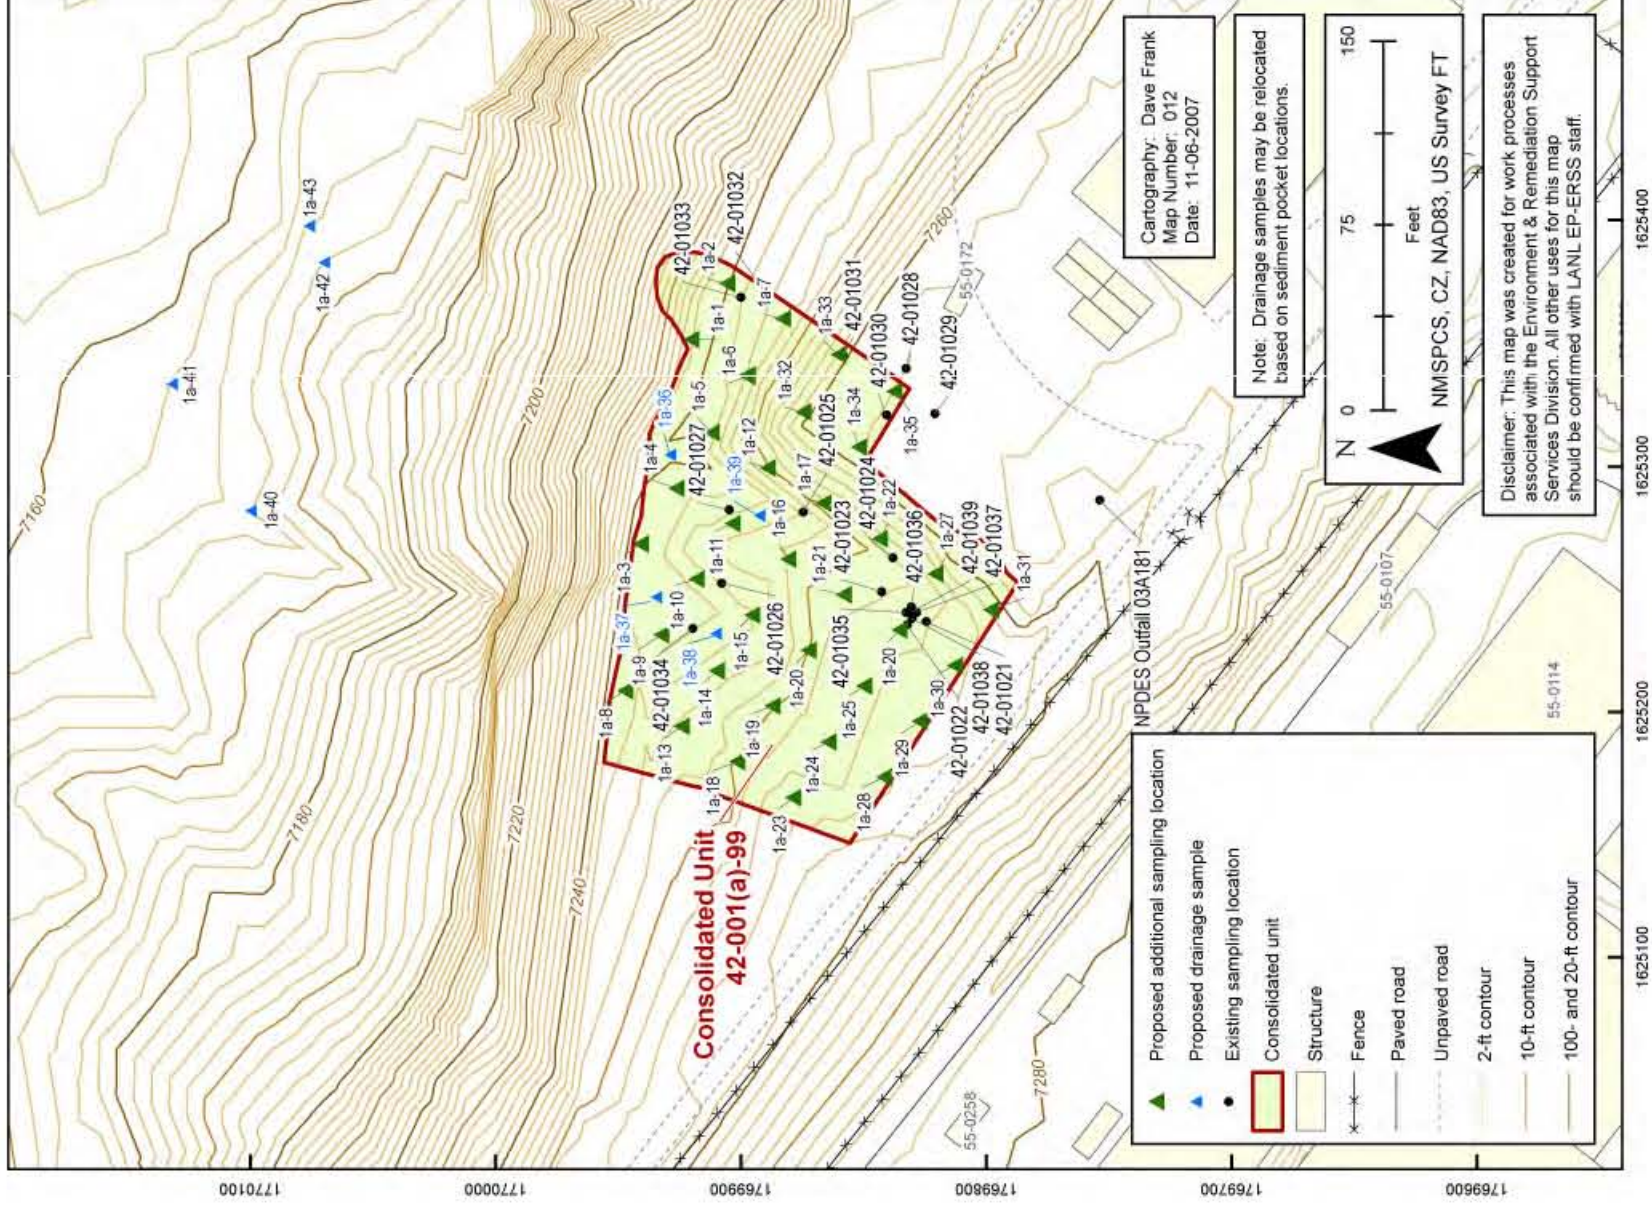 7160
1a-43
1a-42
1a-41
1a-40
7180
7200
7220
7240
7260
7280
42-01033
1a-2
42-01032
1a-1
1a-7
1a-6
1a-33
42-01031
1a-36
1a-5
1a-32
42-01030
42-01028
1a-4
42-01027
1a-12
42-01025
1a-34
42-01029
1a-35
1a-39
1a-17
42-01024
1a-16
1a-22
42-01023
1a-3
1a-11
1a-21
42-01036
1a-27
42-01039
42-01037
1a-31
1a-37
1a-10
1a-15
42-01026
1a-9
1a-38
42-01035
1a-20
42-01034
1a-14
1a-20
1a-8
1a-19
1a-25
1a-30
42-01022
42-01038
42-01021
1a-13
1a-18
1a-24
1a-29
1a-23
1a-28
Consolidated Unit
42-001(a)-99
NPDES Outfall 03A181
55-0172
55-0107
55-0114
55-0258
Cartography: Dave Frank
Map Number: 012
Date: 11-06-2007
Note: Drainage samples may be relocated
based on sediment pocket locations.
N
0 75 150
Feet
NMSPCS, CZ, NAD83, US Survey FT
Disclaimer: This map was created for work processes
associated with the Environment & Remediation Support
Services Division. All other uses for this map
should be confirmed with LANL EP-ERSS staff.
Proposed additional sampling location
Proposed drainage sample
Existing sampling location
Consolidated unit
Structure
Fence
Paved road
Unpaved road
2-ft contour
10-ft contour
100- and 20-ft contour
1770100
1770000
1769900
1769800
1769700
1769600
1625100
1625200
1625300
1625400